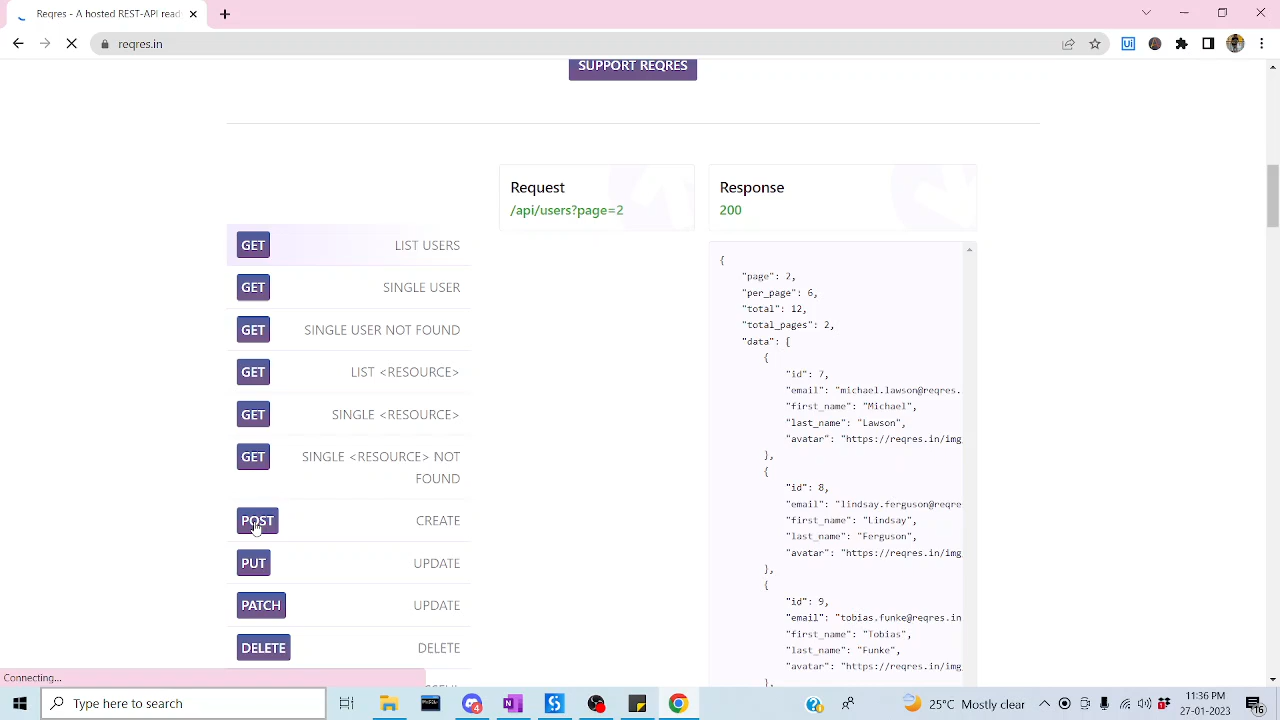 Reqres - A hosted REST-API read
reqres.in
Ui
SUPPORT REQRES
Request
/api/users?page=2
Response
200
GET LIST USERS
GET SINGLE USER
GET SINGLE USER NOT FOUND
GET LIST <RESOURCE>
GET SINGLE <RESOURCE>
GET SINGLE <RESOURCE> NOT
FOUND
POST CREATE
PUT UPDATE
PATCH UPDATE
DELETE DELETE
{
"page": 2,
"per_page": 6,
"total": 12,
"total_pages": 2,
"data": [
{
"id": 7,
"email": "michael.lawson@reqres.
"first_name": "Michael",
"last_name": "Lawson",
"avatar": "https://reqres.in/img
},
{
"id": 8,
"email": "lindsay.ferguson@reqre
"first_name": "Lindsay",
"last_name": "Ferguson",
"avatar": "https://reqres.in/img
},
{
"id": 9,
"email": "tobias.funke@reqres.in
"first_name": "Tobias",
"last_name": "Funke",
"avatar": "https://reqres.in/img
},
Connecting...
Type here to search
4
25°C Mostly clear
11:36 PM
27-01-2023
16